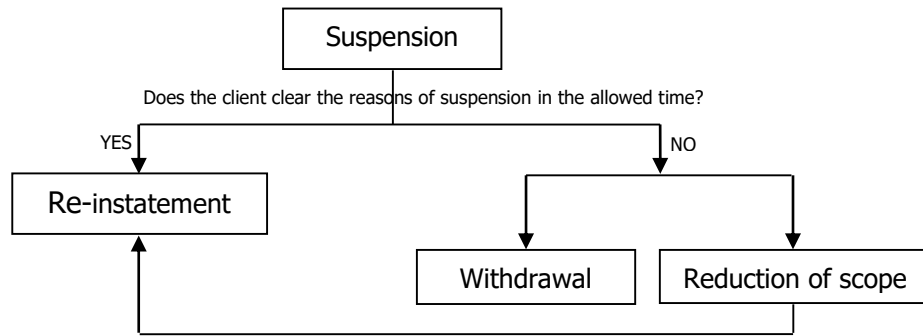 Suspension
Does the client clear the reasons of suspension in the allowed time?
YES
NO
Re-instatement
Withdrawal
Reduction of scope